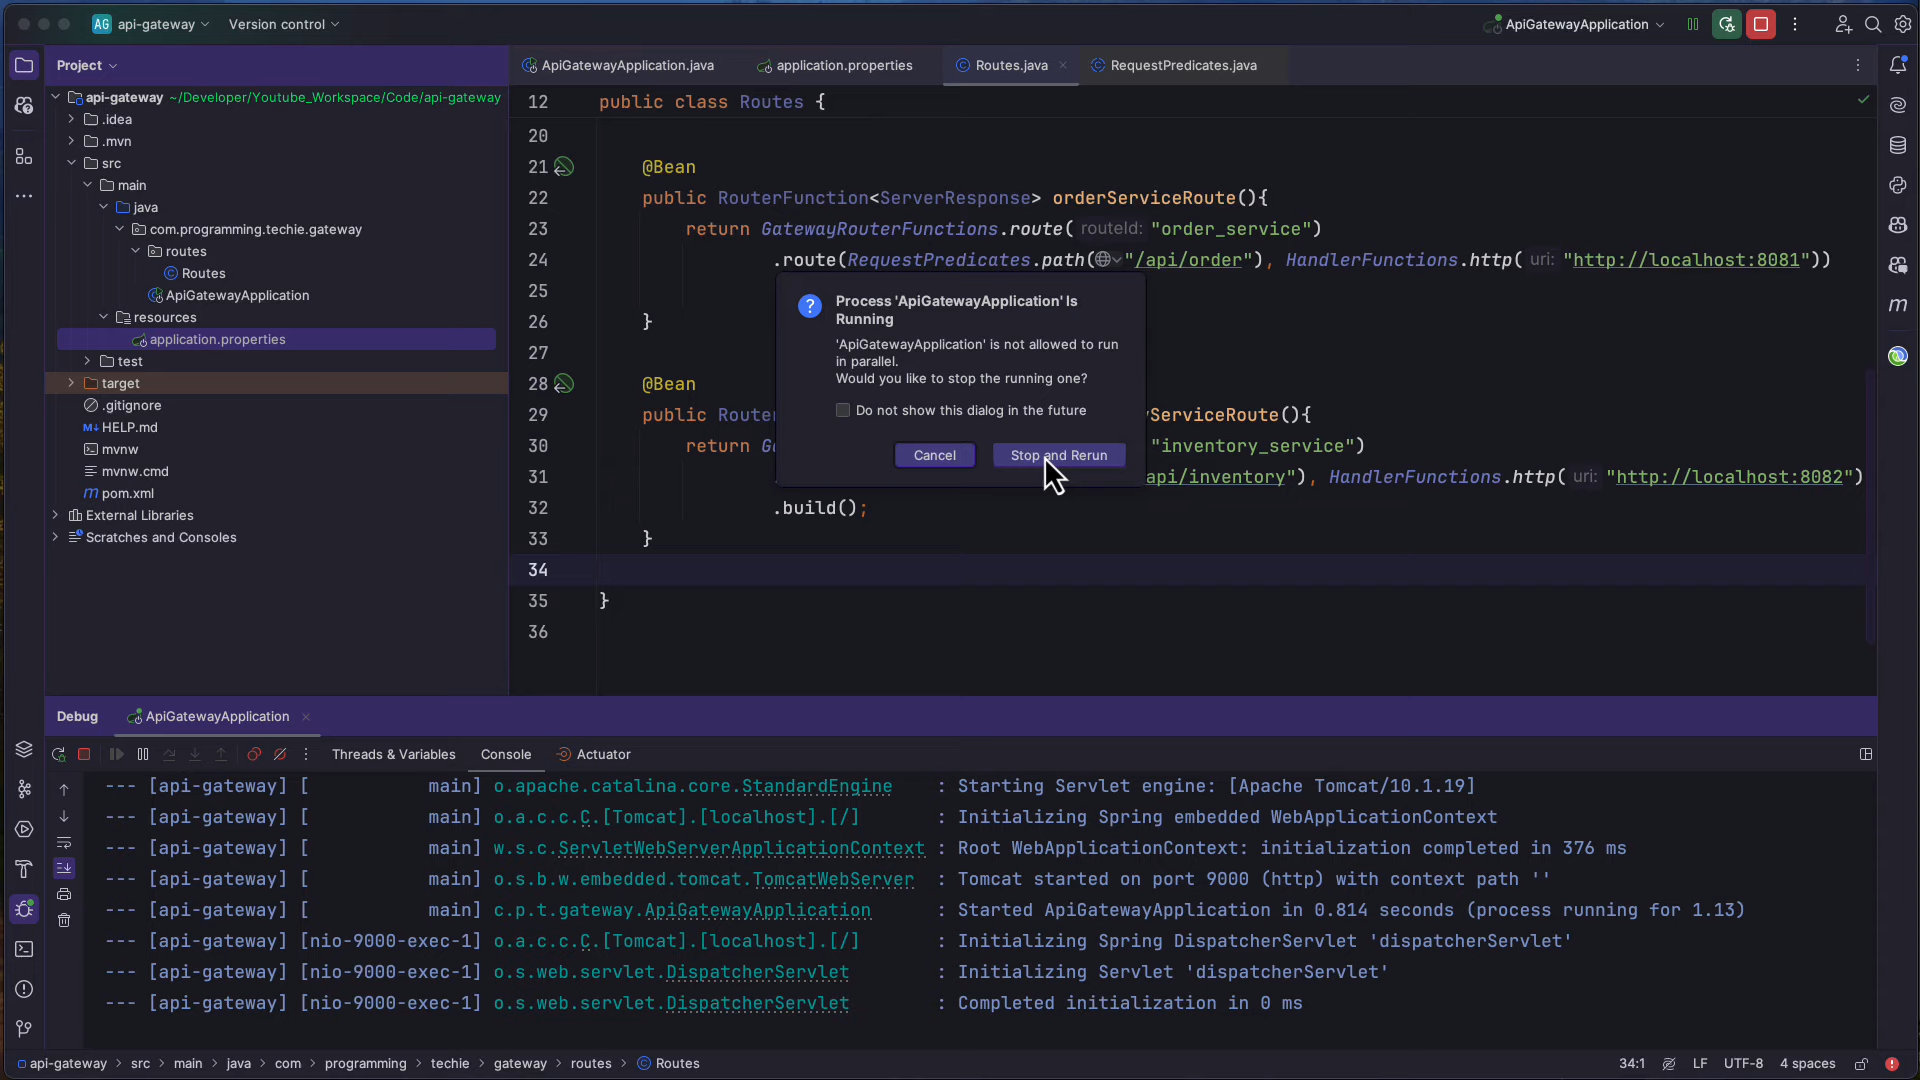 AG api-gateway Version control ApiGatewayApplication
Project
ApiGatewayApplication.java application.properties Routes.java RequestPredicates.java
api-gateway ~/Developer/Youtube_Workspace/Code/api-gateway
.idea
.mvn
src
main
java
com.programming.techie.gateway
routes
Routes
ApiGatewayApplication
resources
application.properties
test
target
.gitignore
M↓ HELP.md
mvnw
mvnw.cmd
m pom.xml
External Libraries
Scratches and Consoles
12 public class Routes {
20
21 @Bean
22 public RouterFunction<ServerResponse> orderServiceRoute(){
23 return GatewayRouterFunctions.route( routeId: "order_service")
24 .route(RequestPredicates.path( "/api/order"), HandlerFunctions.http( uri: "http://localhost:8081"))
25
26 }
27
28 @Bean
29 public Router yServiceRoute(){
30 return Ga "inventory_service")
31 api/inventory"), HandlerFunctions.http( uri: "http://localhost:8082")
32 .build();
33 }
34
35 }
36
Process 'ApiGatewayApplication' Is
Running
'ApiGatewayApplication' is not allowed to run
in parallel.
Would you like to stop the running one?
Do not show this dialog in the future
Cancel Stop and Rerun
Debug ApiGatewayApplication
Threads & Variables Console Actuator
--- [api-gateway] [ main] o.apache.catalina.core.StandardEngine : Starting Servlet engine: [Apache Tomcat/10.1.19]
--- [api-gateway] [ main] o.a.c.c.C.[Tomcat].[localhost].[/] : Initializing Spring embedded WebApplicationContext
--- [api-gateway] [ main] w.s.c.ServletWebServerApplicationContext : Root WebApplicationContext: initialization completed in 376 ms
--- [api-gateway] [ main] o.s.b.w.embedded.tomcat.TomcatWebServer : Tomcat started on port 9000 (http) with context path ''
--- [api-gateway] [ main] c.p.t.gateway.ApiGatewayApplication : Started ApiGatewayApplication in 0.814 seconds (process running for 1.13)
--- [api-gateway] [nio-9000-exec-1] o.a.c.c.C.[Tomcat].[localhost].[/] : Initializing Spring DispatcherServlet 'dispatcherServlet'
--- [api-gateway] [nio-9000-exec-1] o.s.web.servlet.DispatcherServlet : Initializing Servlet 'dispatcherServlet'
--- [api-gateway] [nio-9000-exec-1] o.s.web.servlet.DispatcherServlet : Completed initialization in 0 ms
api-gateway > src > main > java > com > programming > techie > gateway > routes > Routes 34:1 LF UTF-8 4 spaces